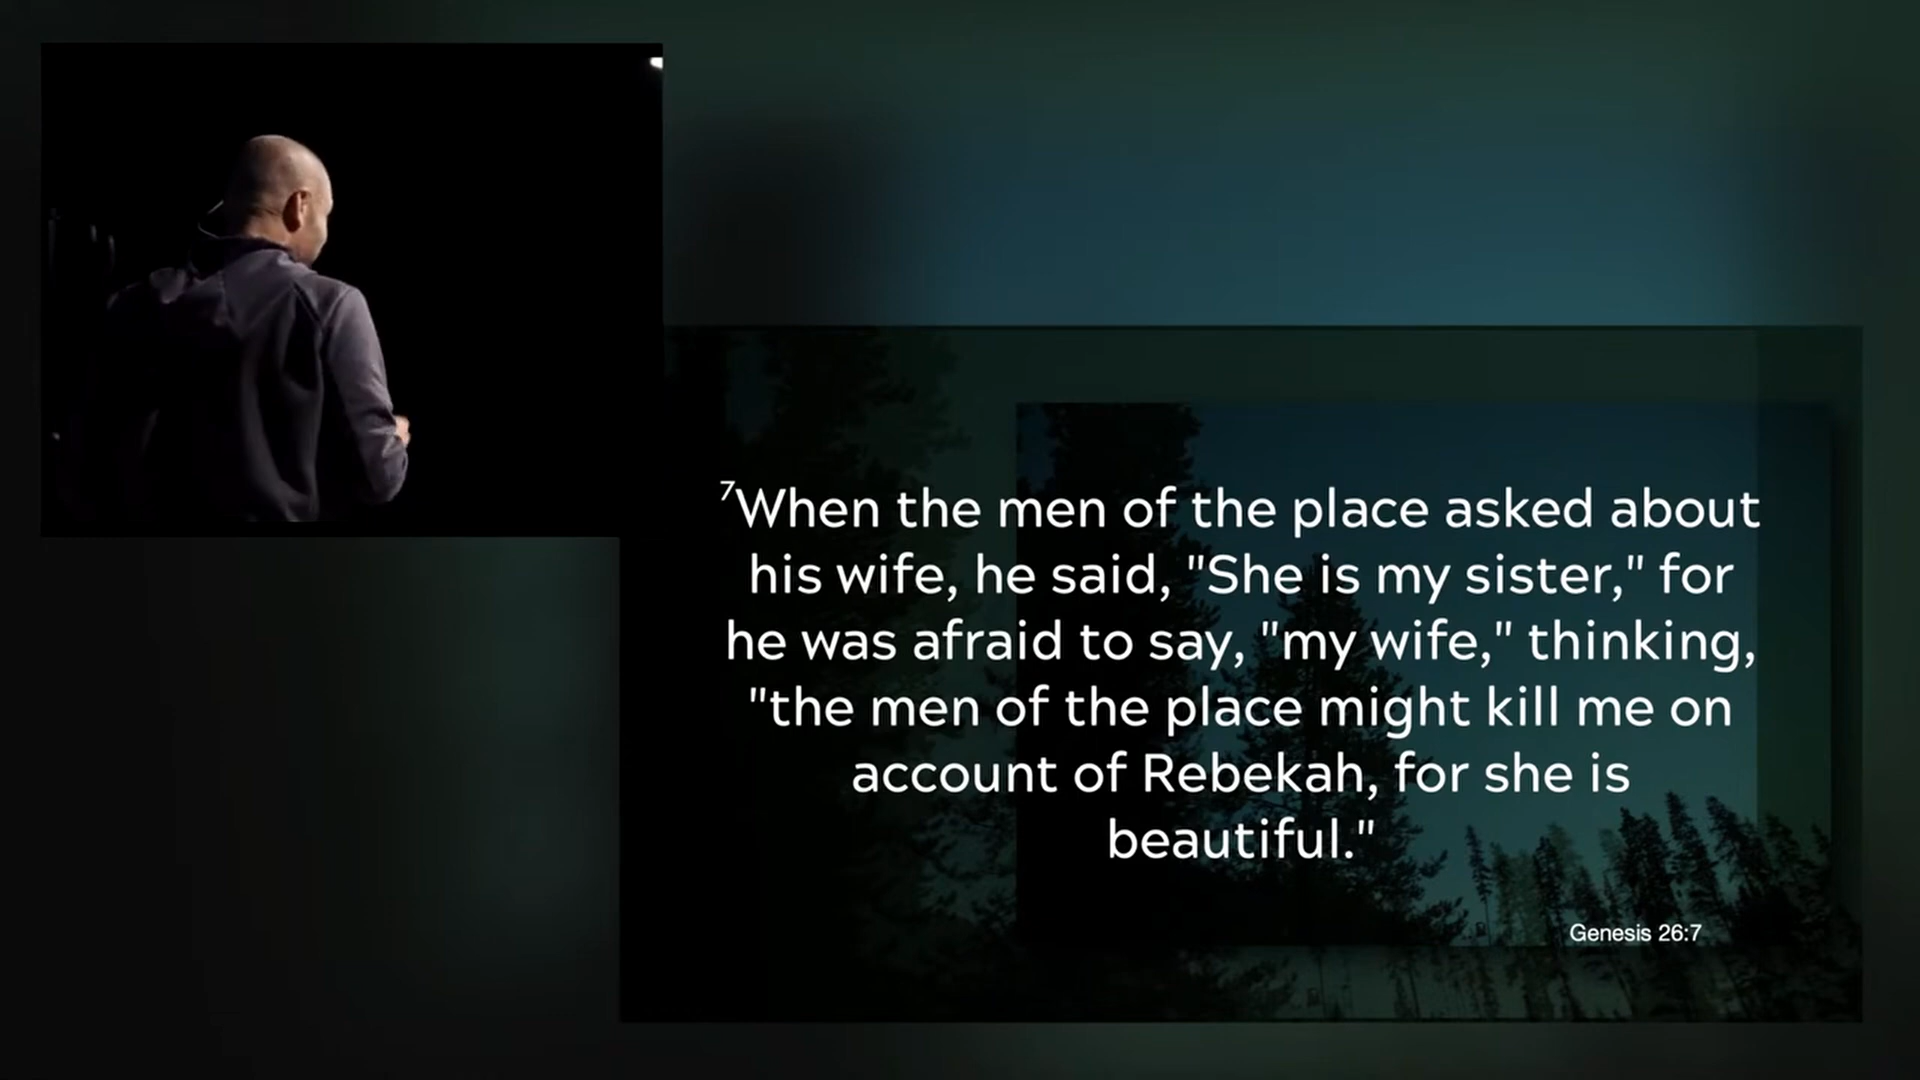 ⁷When the men of the place asked about
his wife, he said, "She is my sister," for
he was afraid to say, "my wife," thinking,
"the men of the place might kill me on
account of Rebekah, for she is
beautiful."
Genesis 26:7